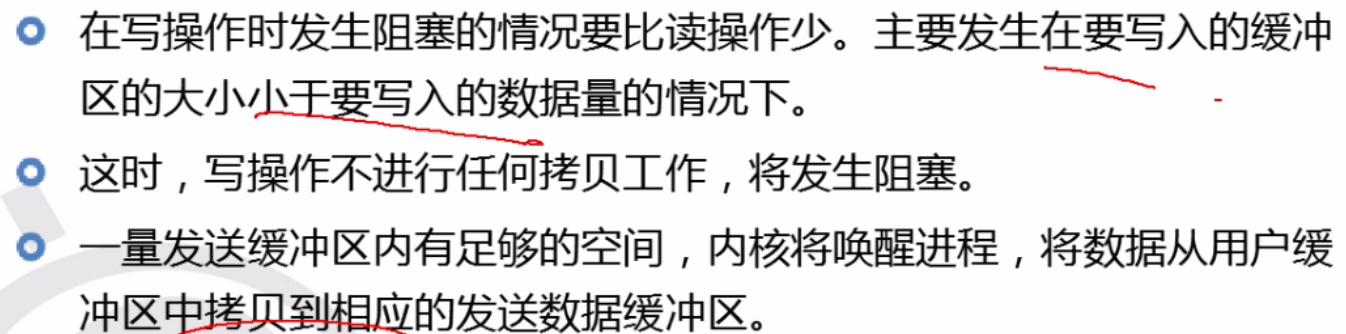 在写操作时发生阻塞的情况要比读操作少。主要发生在要写入的缓冲
区的大小小于要写入的数据量的情况下。
这时，写操作不进行任何拷贝工作，将发生阻塞。
一量发送缓冲区内有足够的空间，内核将唤醒进程，将数据从用户缓
冲区中拷贝到相应的发送数据缓冲区。